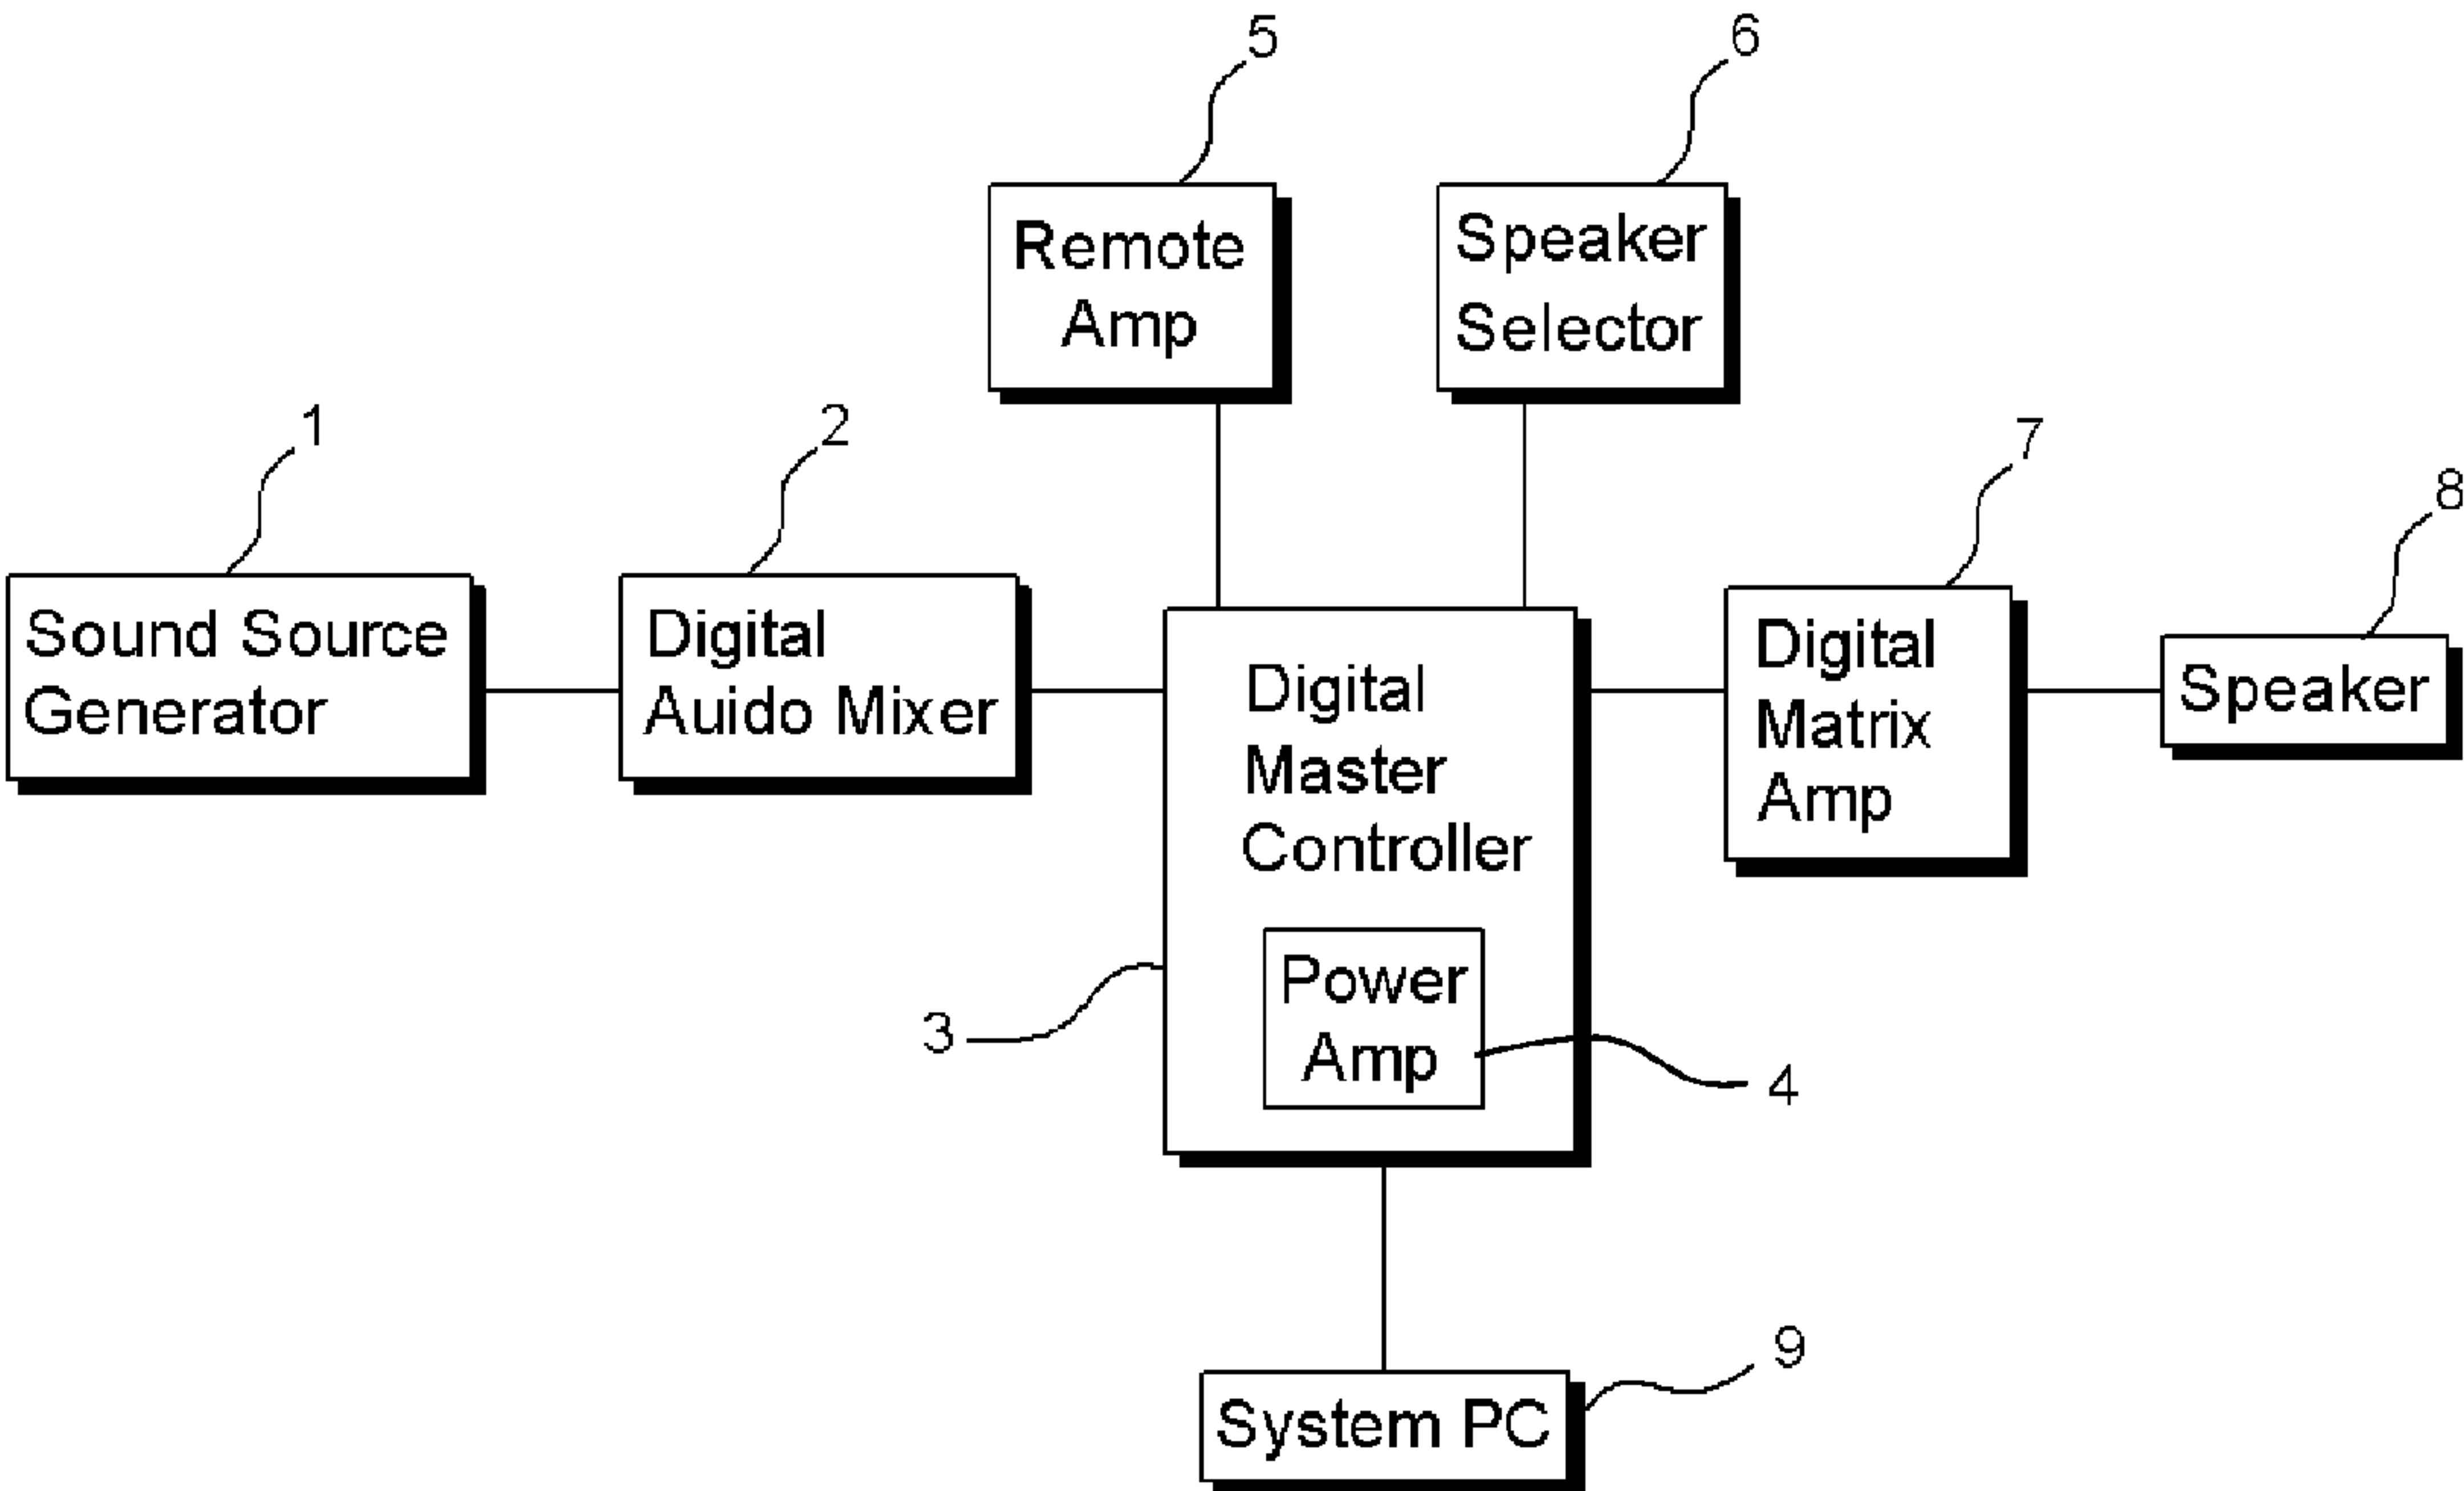 5
6
Remote
Amp
Speaker
Selector
1
2
7
8
Sound Source
Generator
Digital
Auido Mixer
Digital
Master
Controller
Digital
Matrix
Amp
Speaker
Power
Amp
3
4
9
System PC